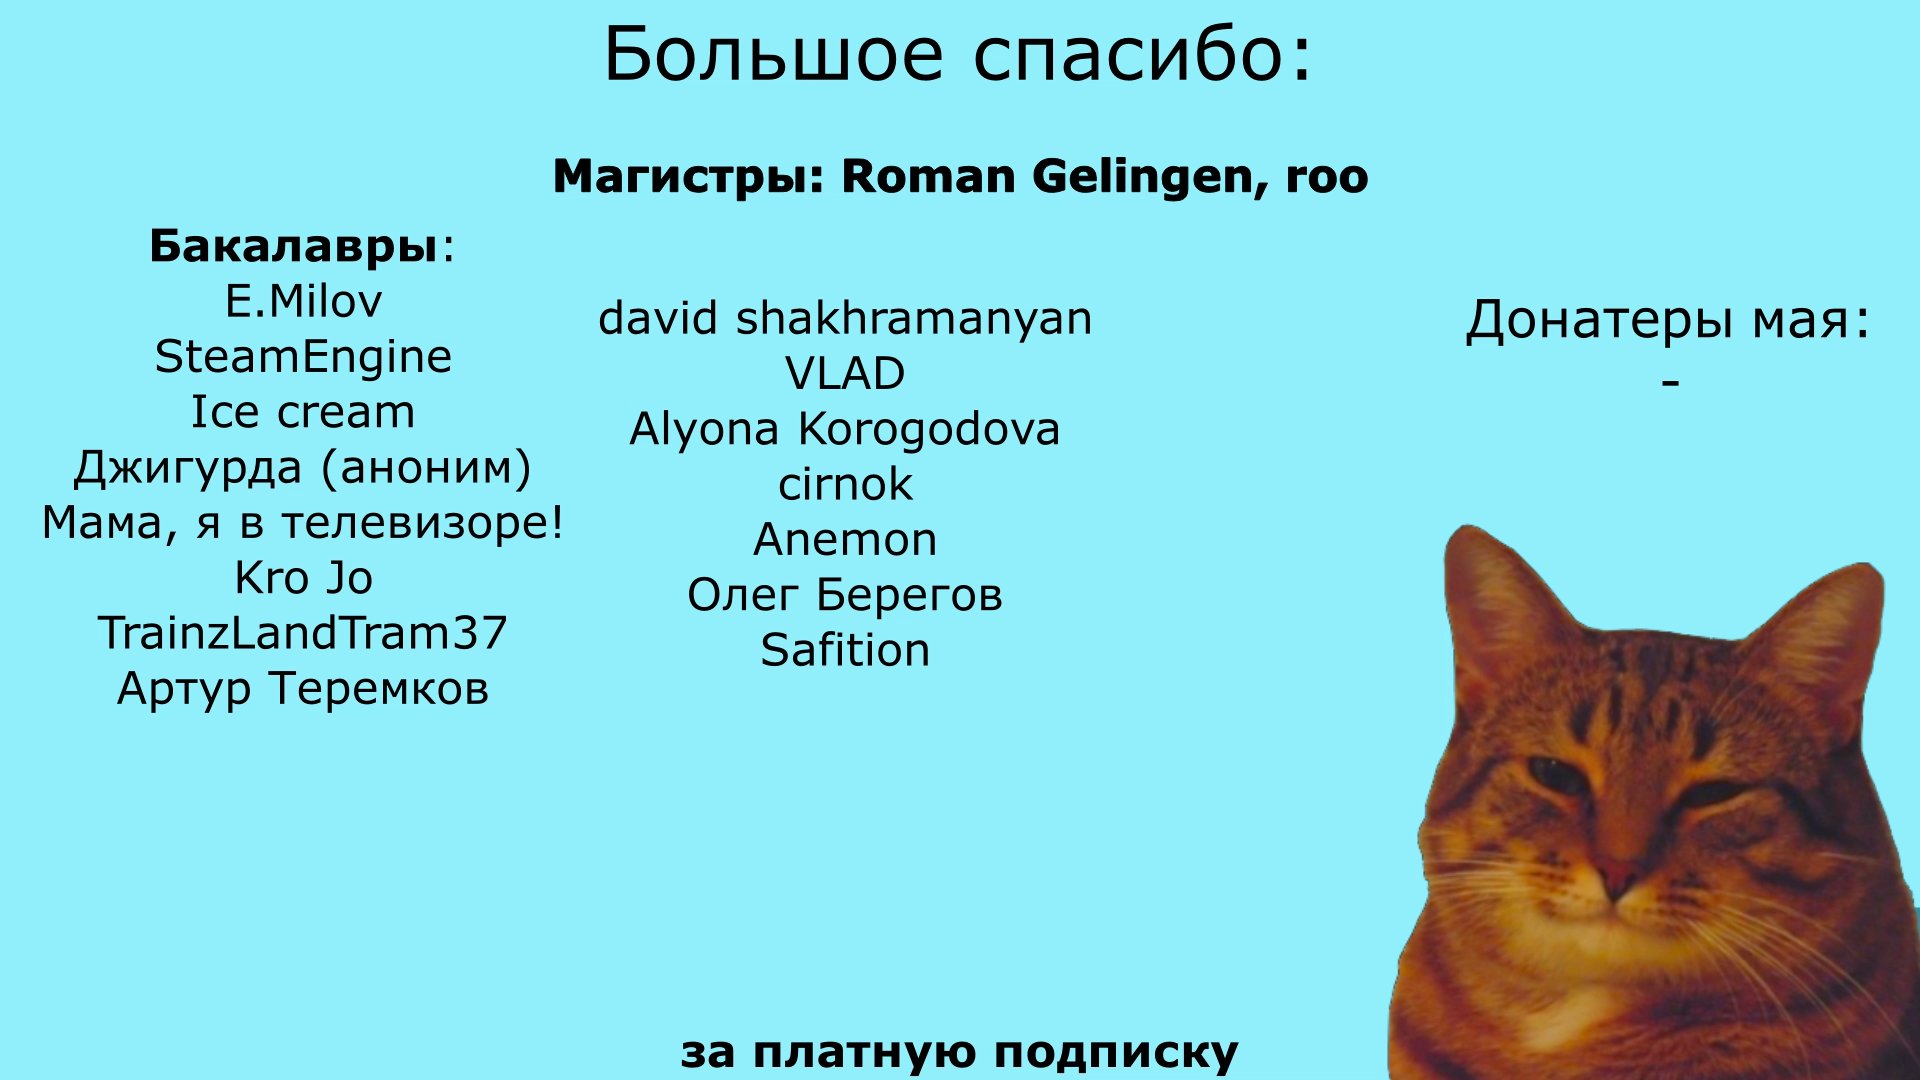 Большое спасибо:
Магистры: Roman Gelingen, roo
Бакалавры:
E.Milov
SteamEngine
Ice cream
Джигурда (аноним)
Мама, я в телевизоре!
Kro Jo
TrainzLandTram37
Артур Теремков
david shakhramanyan
VLAD
Alyona Korogodova
cirnok
Anemon
Олег Берегов
Safition
Донатеры мая:
-
за платную подписку